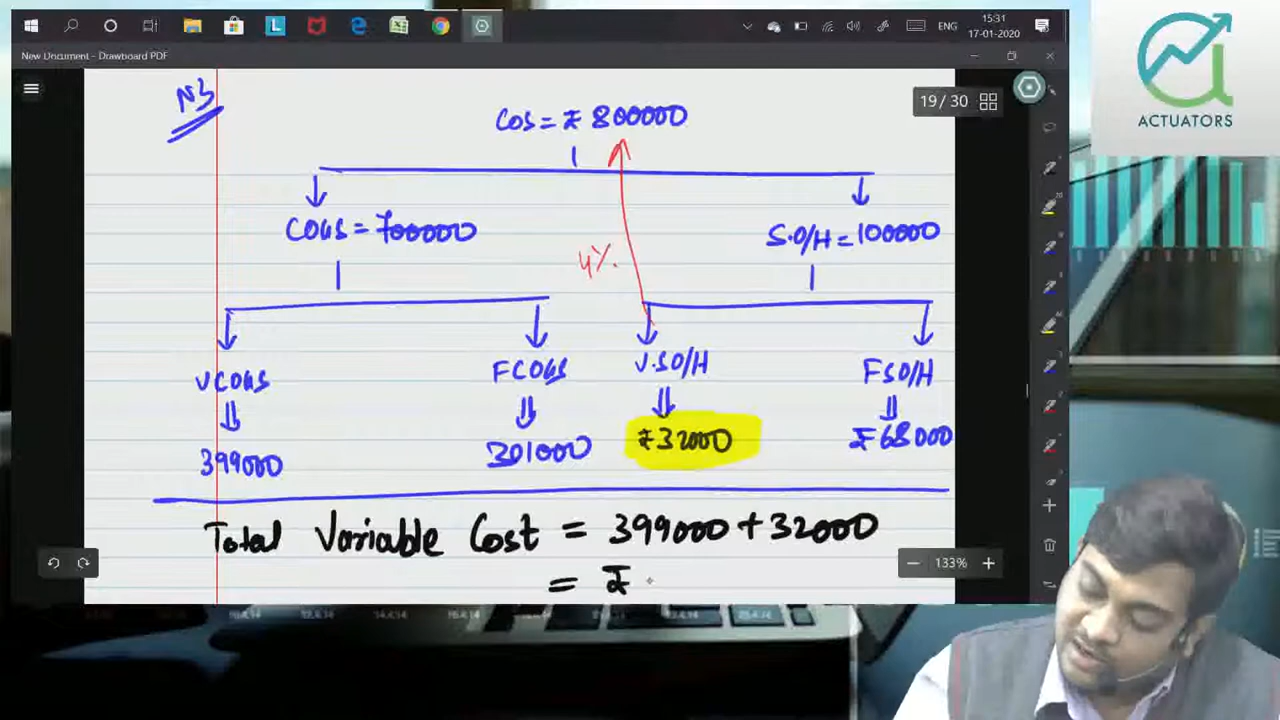 15:31
ENG
17-01-2020
New Document - Drawboard PDF
19 / 30
ACTUATORS
N3
COS = ₹ 800000
COGS = 700000
S.O/H = 100000
4%.
VCOGS
FCOGS
V.SO/H
FSO/H
399000
301000
₹32000
₹68000
Total Variable Cost = 399000 + 32000
= ₹
133%